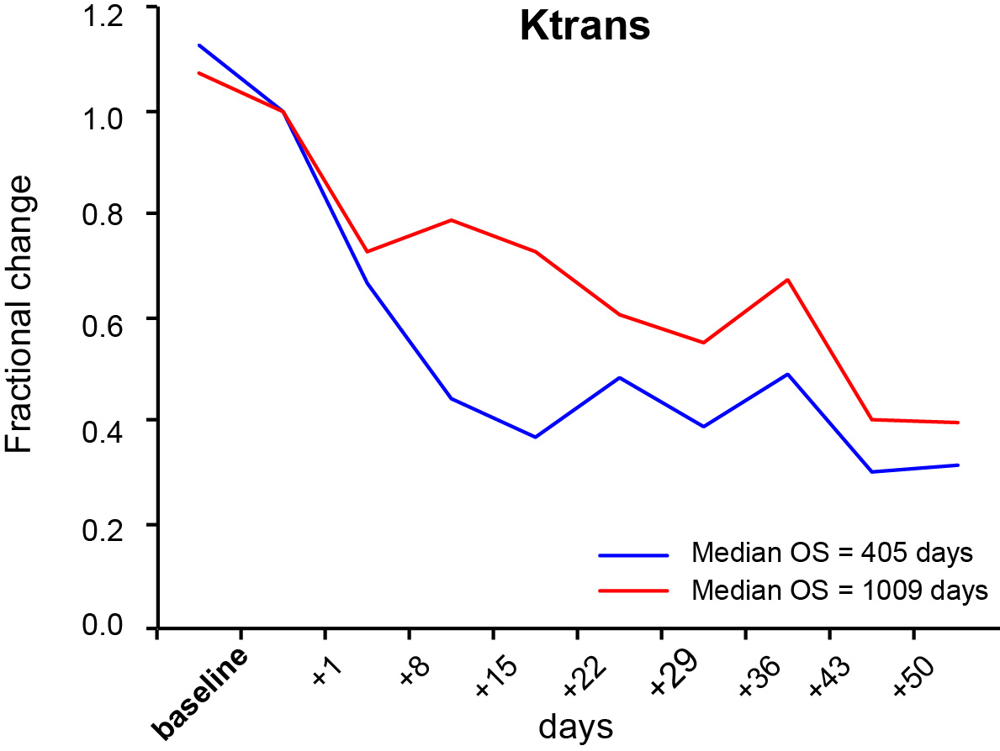 Ktrans
1.2
1.0
0.8
0.6
0.4
0.2
0.0
Fractional change
Median OS = 405 days
Median OS = 1009 days
baseline +1 +8 +15 +22 +29 +36 +43 +50
days